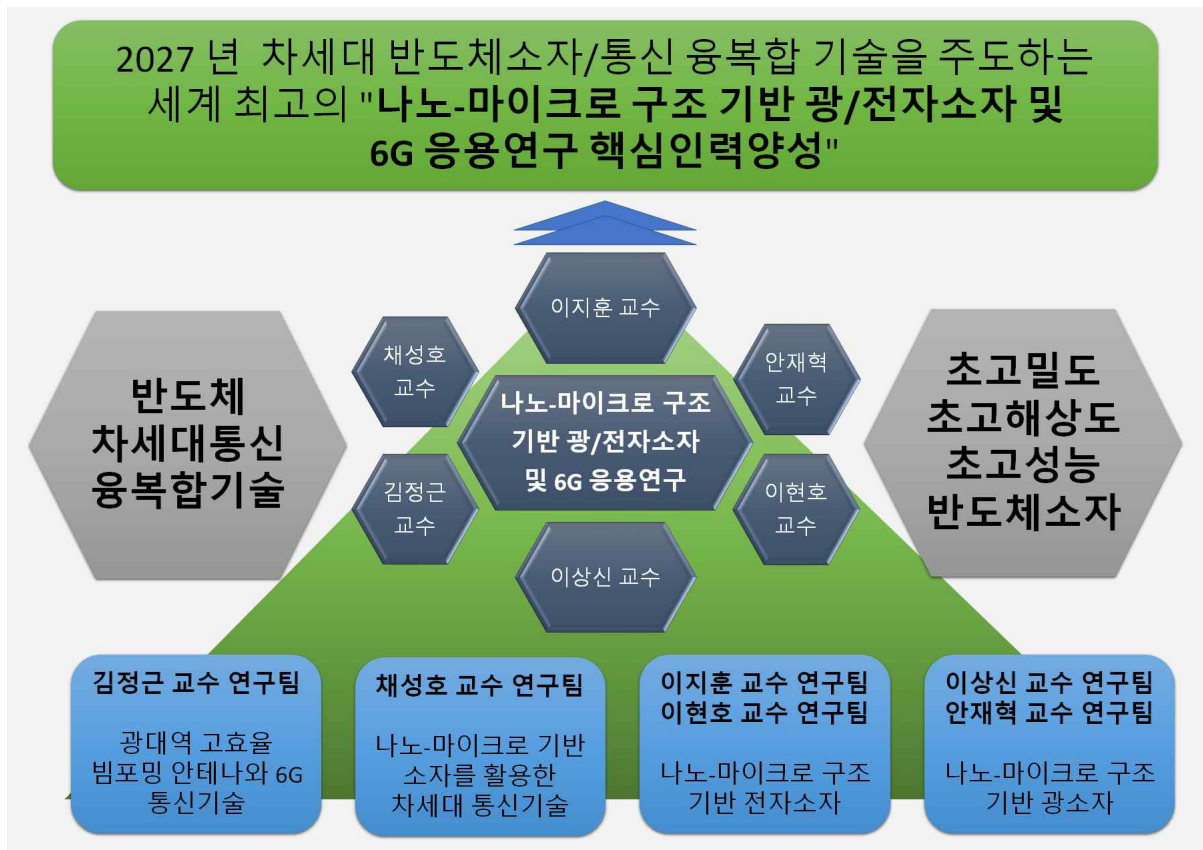 2027 년 차세대 반도체소자/통신 융복합 기술을 주도하는
세계 최고의 "나노-마이크로 구조 기반 광/전자소자 및
6G 응용연구 핵심인력양성"
이지훈 교수
채성호
교수
안재혁
교수
반도체
차세대통신
융복합기술
나노-마이크로 구조
기반 광/전자소자
및 6G 응용연구
초고밀도
초고해상도
초고성능
반도체소자
김정근
교수
이현호
교수
이상신 교수
김정근 교수 연구팀
광대역 고효율
빔포밍 안테나와 6G
통신기술
채성호 교수 연구팀
나노-마이크로 기반
소자를 활용한
차세대 통신기술
이지훈 교수 연구팀
이현호 교수 연구팀
나노-마이크로 구조
기반 전자소자
이상신 교수 연구팀
안재혁 교수 연구팀
나노-마이크로 구조
기반 광소자